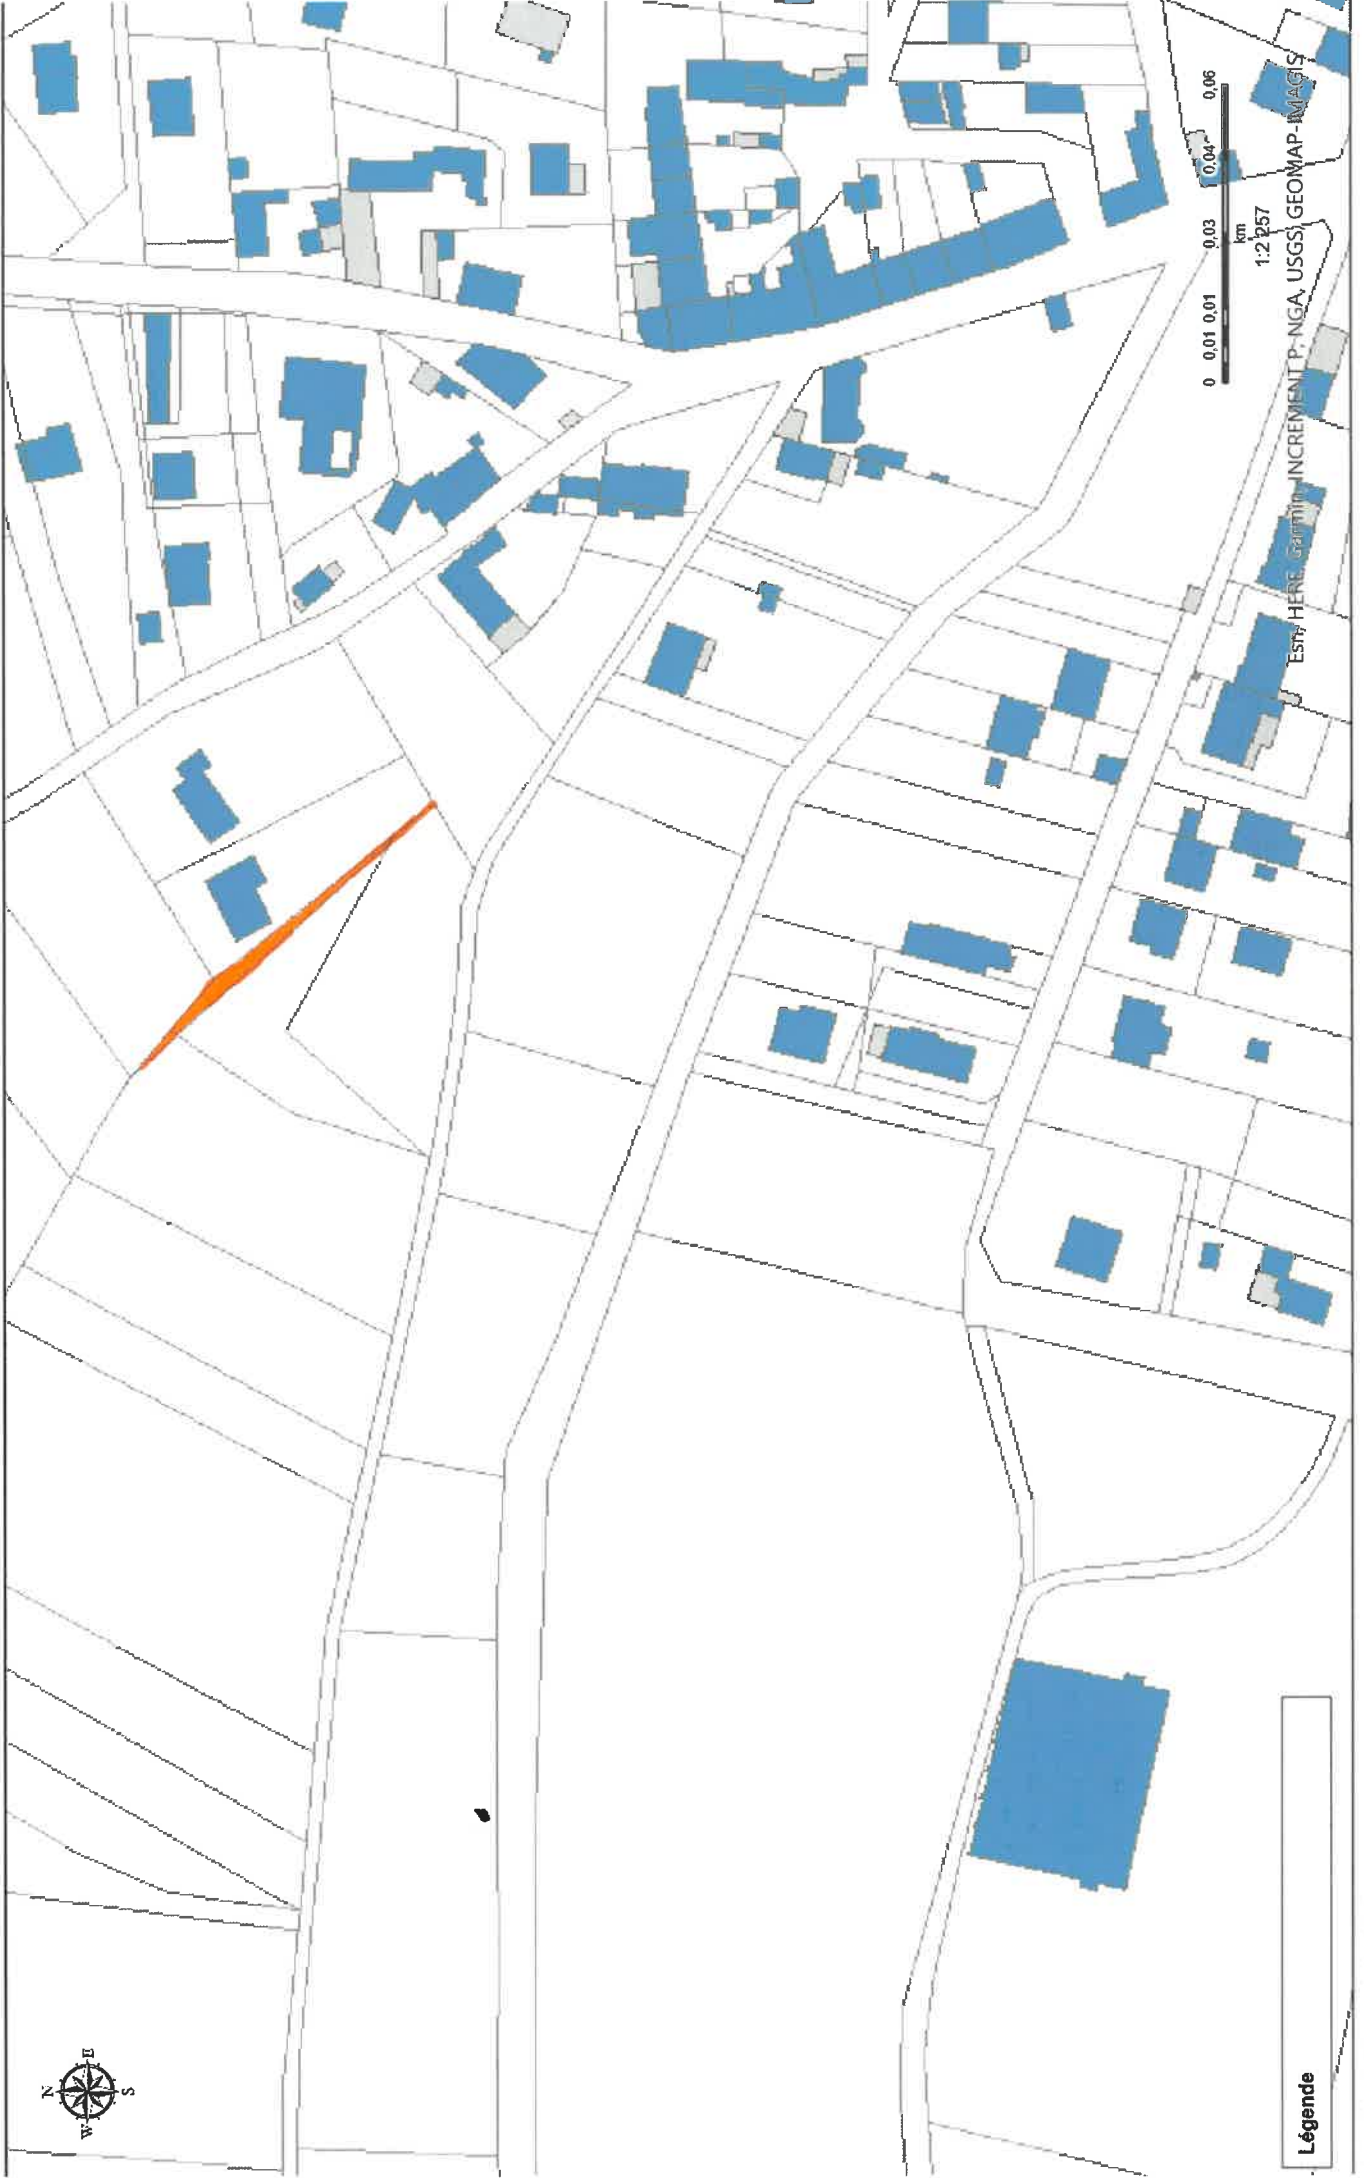 N
W E
S
0 0,01 0,01 0,03 0,04 0,06
km
1:2 257
Esri, HERE, Garmin, INCREMENT P, NGA, USGS, GEOMAP-IMAGIS
Légende